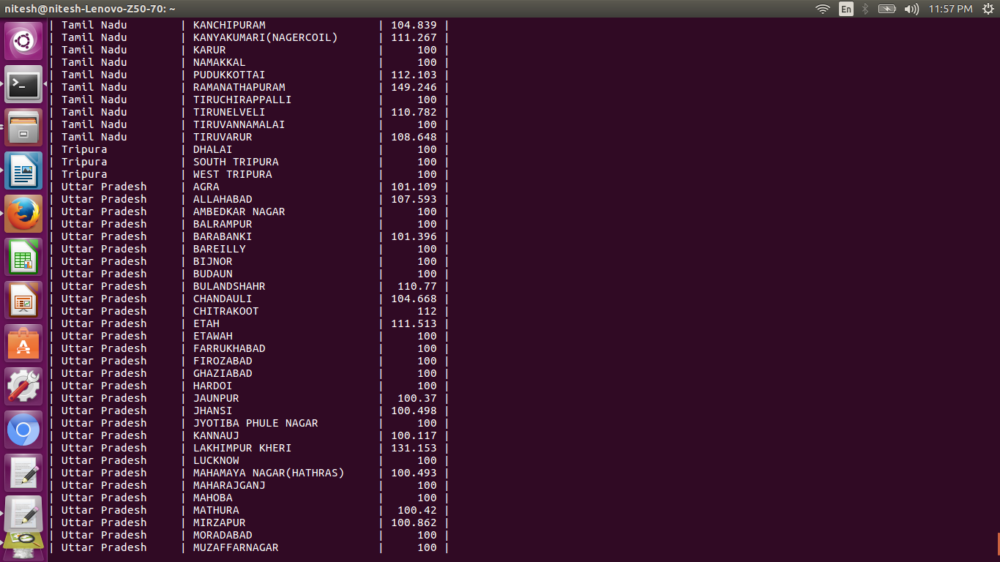 nitesh@nitesh-Lenovo-Z50-70: ~ En 11:57 PM
| Tamil Nadu | KANCHIPURAM | 104.839 |
| Tamil Nadu | KANYAKUMARI(NAGERCOIL) | 111.267 |
| Tamil Nadu | KARUR | 100 |
| Tamil Nadu | NAMAKKAL | 100 |
| Tamil Nadu | PUDUKKOTTAI | 112.103 |
| Tamil Nadu | RAMANATHAPURAM | 149.246 |
| Tamil Nadu | TIRUCHIRAPPALLI | 100 |
| Tamil Nadu | TIRUNELVELI | 110.782 |
| Tamil Nadu | TIRUVANNAMALAI | 100 |
| Tamil Nadu | TIRUVARUR | 108.648 |
| Tripura | DHALAI | 100 |
| Tripura | SOUTH TRIPURA | 100 |
| Tripura | WEST TRIPURA | 100 |
| Uttar Pradesh | AGRA | 101.109 |
| Uttar Pradesh | ALLAHABAD | 107.593 |
| Uttar Pradesh | AMBEDKAR NAGAR | 100 |
| Uttar Pradesh | BALRAMPUR | 100 |
| Uttar Pradesh | BARABANKI | 101.396 |
| Uttar Pradesh | BAREILLY | 100 |
| Uttar Pradesh | BIJNOR | 100 |
| Uttar Pradesh | BUDAUN | 100 |
| Uttar Pradesh | BULANDSHAHR | 110.77 |
| Uttar Pradesh | CHANDAULI | 104.668 |
| Uttar Pradesh | CHITRAKOOT | 112 |
| Uttar Pradesh | ETAH | 111.513 |
| Uttar Pradesh | ETAWAH | 100 |
| Uttar Pradesh | FARRUKHABAD | 100 |
| Uttar Pradesh | FIROZABAD | 100 |
| Uttar Pradesh | GHAZIABAD | 100 |
| Uttar Pradesh | HARDOI | 100 |
| Uttar Pradesh | JAUNPUR | 100.37 |
| Uttar Pradesh | JHANSI | 100.498 |
| Uttar Pradesh | JYOTIBA PHULE NAGAR | 100 |
| Uttar Pradesh | KANNAUJ | 100.117 |
| Uttar Pradesh | LAKHIMPUR KHERI | 131.153 |
| Uttar Pradesh | LUCKNOW | 100 |
| Uttar Pradesh | MAHAMAYA NAGAR(HATHRAS) | 100.493 |
| Uttar Pradesh | MAHARAJGANJ | 100 |
| Uttar Pradesh | MAHOBA | 100 |
| Uttar Pradesh | MATHURA | 100.42 |
| Uttar Pradesh | MIRZAPUR | 100.862 |
| Uttar Pradesh | MORADABAD | 100 |
| Uttar Pradesh | MUZAFFARNAGAR | 100 |